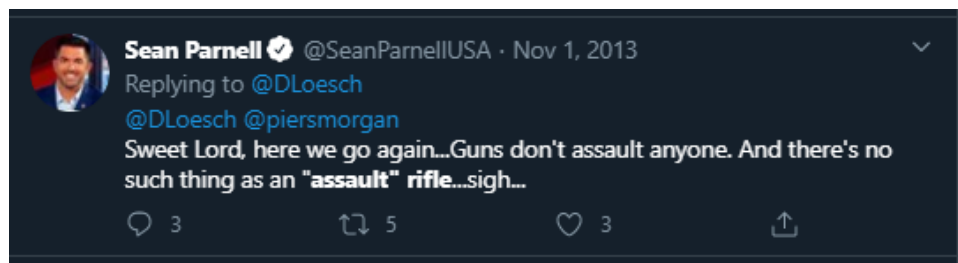 Sean Parnell @SeanParnellUSA · Nov 1, 2013
Replying to @DLoesch
@DLoesch @piersmorgan
Sweet Lord, here we go again...Guns don't assault anyone. And there's no
such thing as an "assault" rifle...sigh...
3 5 3